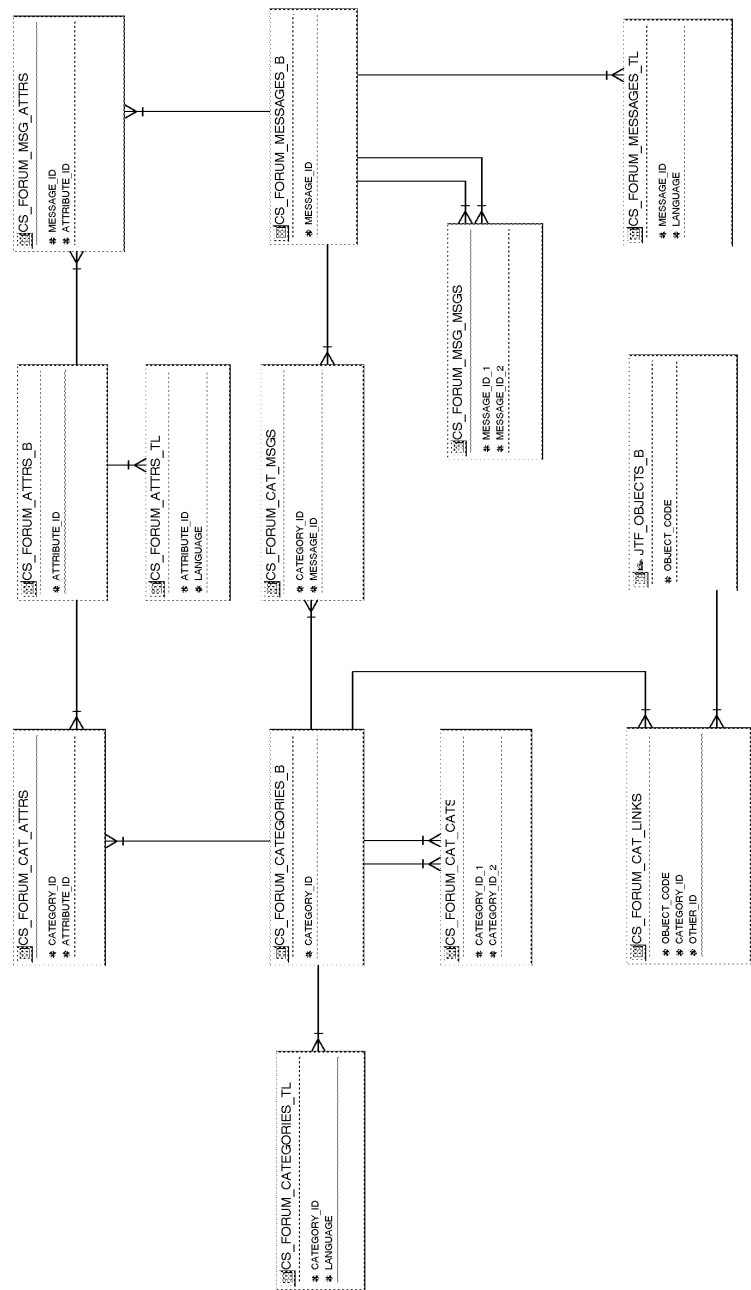 CS_FORUM_CATEGORIES_TL
# CATEGORY_ID
# LANGUAGE
CS_FORUM_CAT_ATTRS
# CATEGORY_ID
# ATTRIBUTE_ID
CS_FORUM_CATEGORIES_B
# CATEGORY_ID
CS_FORUM_CAT_CATS
# CATEGORY_ID_1
# CATEGORY_ID_2
CS_FORUM_CAT_LINKS
# OBJECT_CODE
# CATEGORY_ID
# OTHER_ID
CS_FORUM_ATTRS_B
# ATTRIBUTE_ID
CS_FORUM_ATTRS_TL
# ATTRIBUTE_ID
# LANGUAGE
CS_FORUM_CAT_MSGS
# CATEGORY_ID
# MESSAGE_ID
JTF_OBJECTS_B
# OBJECT_CODE
CS_FORUM_MSG_MSGS
# MESSAGE_ID_1
# MESSAGE_ID_2
CS_FORUM_MSG_ATTRS
# MESSAGE_ID
# ATTRIBUTE_ID
CS_FORUM_MESSAGES_B
# MESSAGE_ID
CS_FORUM_MESSAGES_TL
# MESSAGE_ID
# LANGUAGE